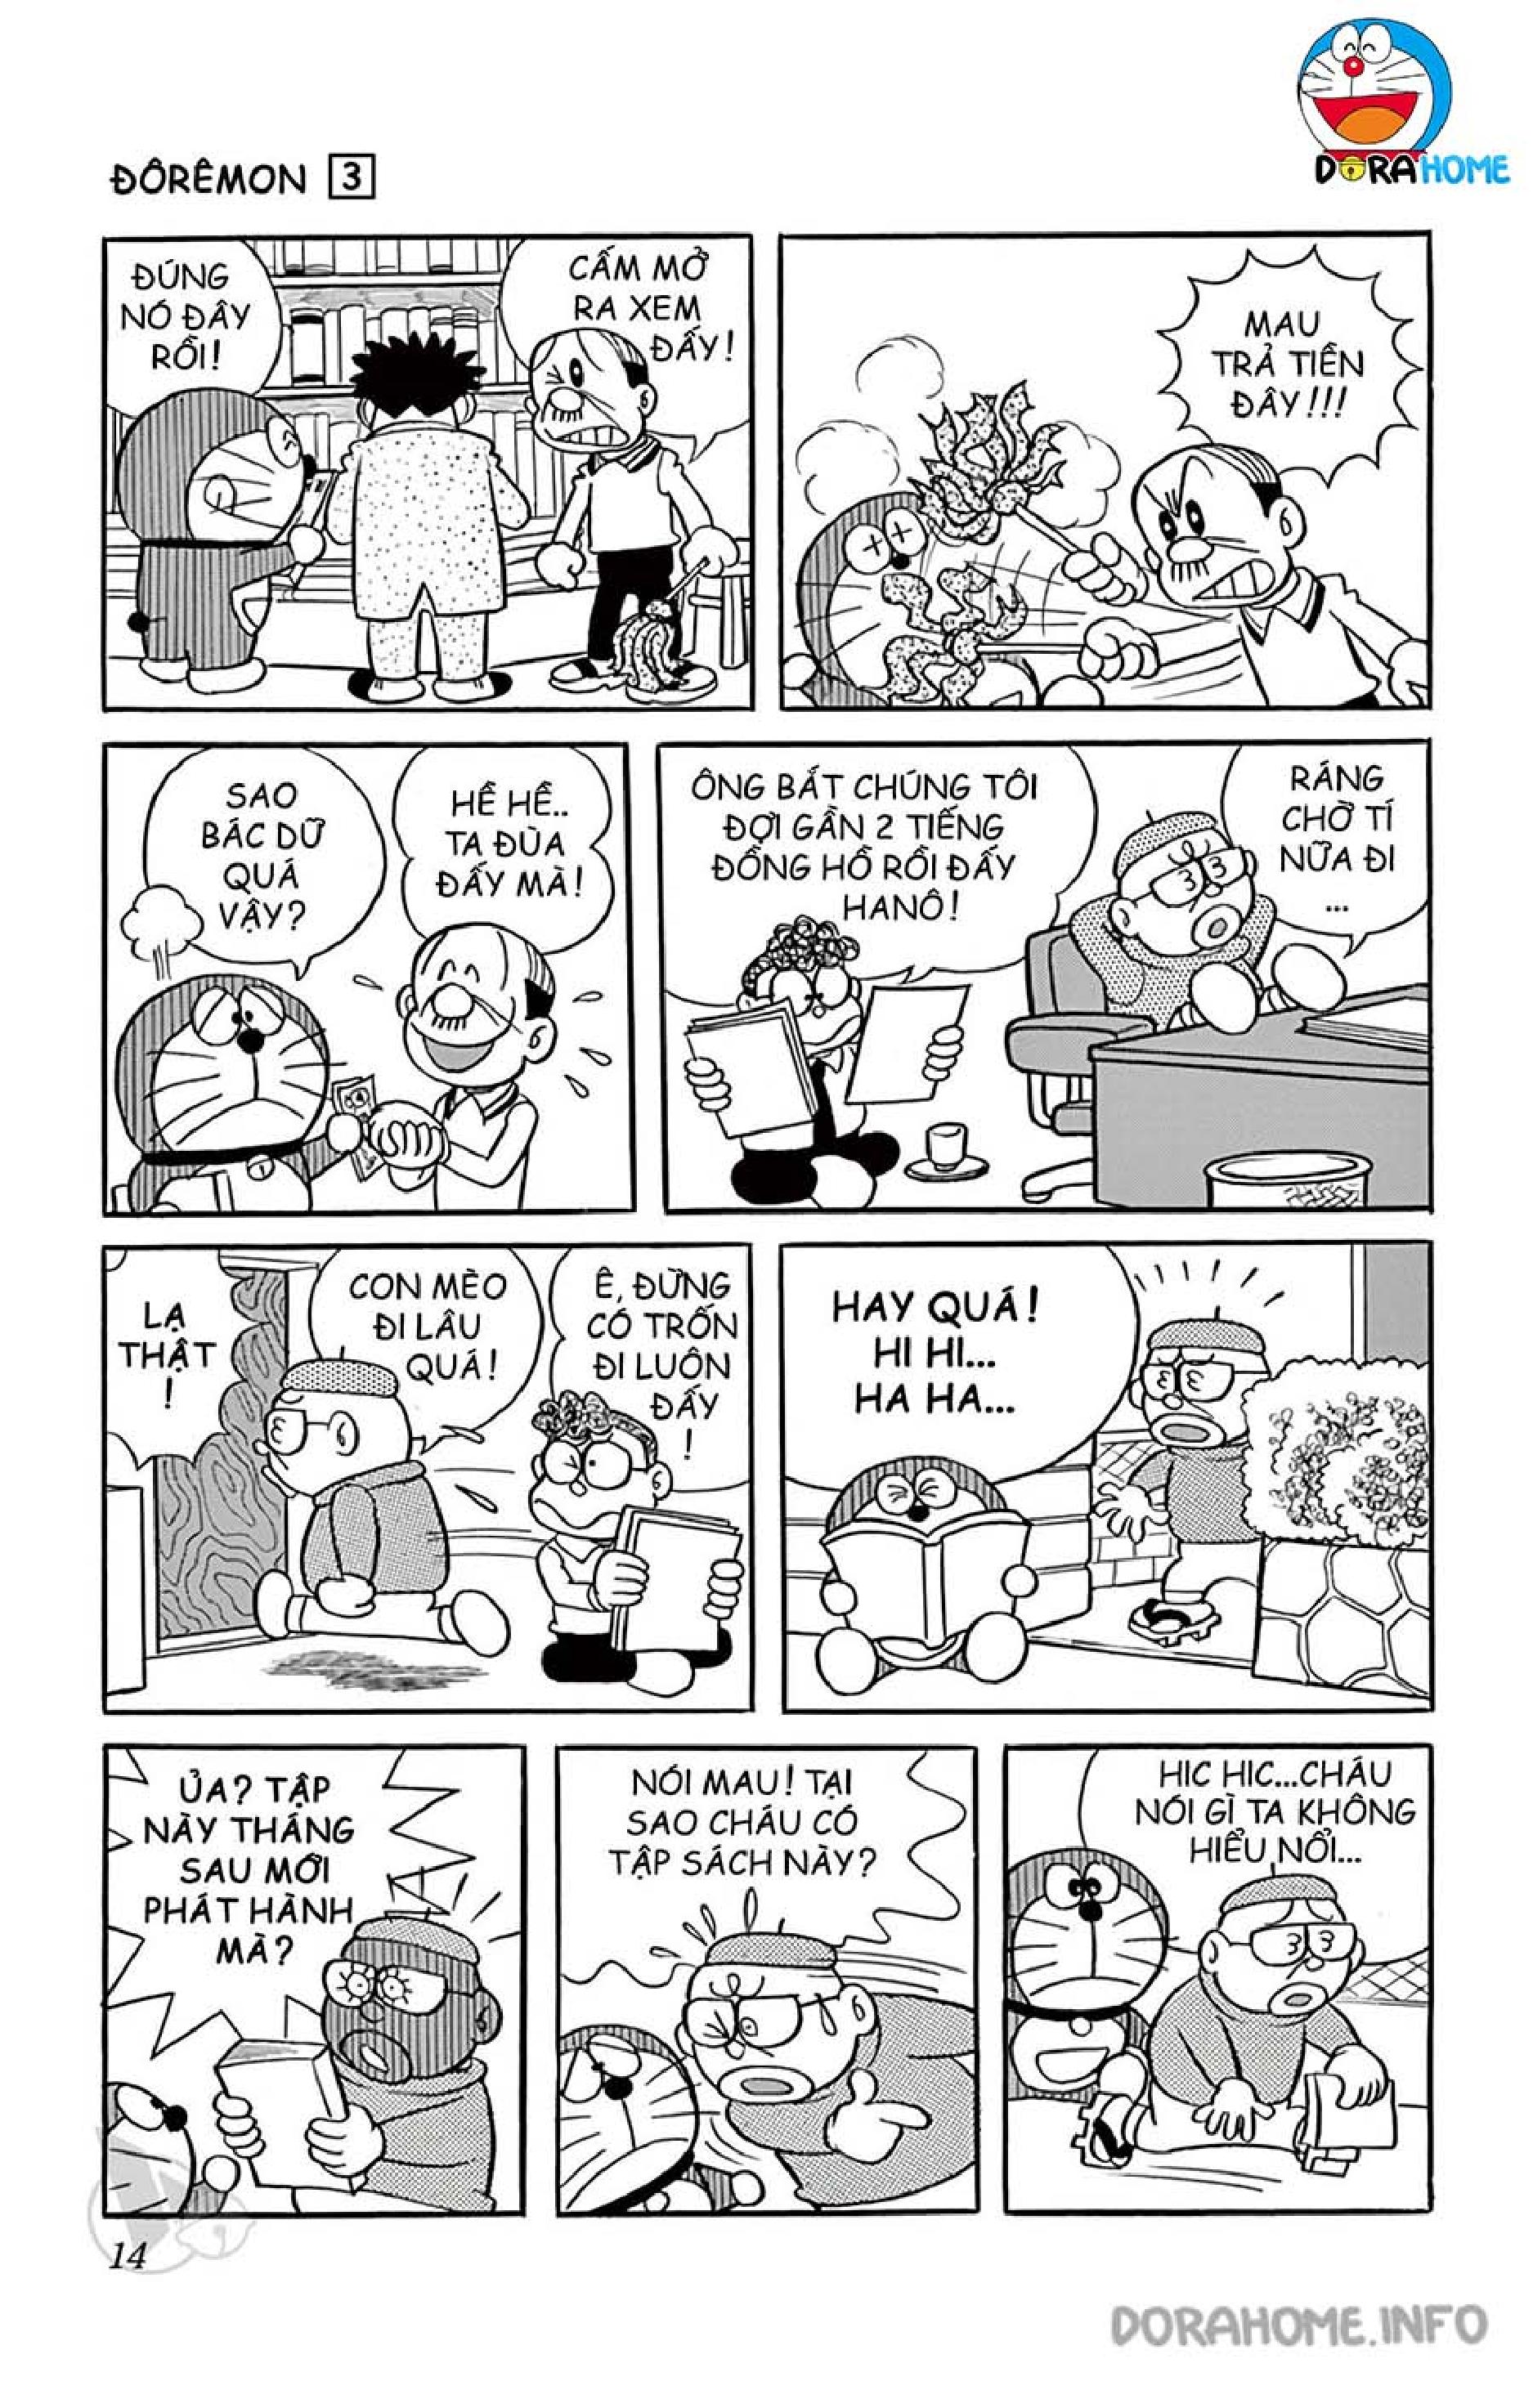 DORAHOME
ĐÔRÊMON 3
ĐÚNG
NÓ ĐÂY
RỒI!
CẤM MỞ
RA XEM
ĐẤY!
MAU
TRẢ TIỀN
ĐÂY!!!
SAO
BÁC DỮ
QUÁ
VẬY?
HỀ HỀ..
TA ĐÙA
ĐẤY MÀ!
ÔNG BẮT CHÚNG TÔI
ĐỢI GẦN 2 TIẾNG
ĐỒNG HỒ RỒI ĐẤY
HANÔ!
RÁNG
CHỜ TÍ
NỮA ĐI
...
LẠ
THẬT
!
CON MÈO
ĐI LÂU
QUÁ!
Ê, ĐỪNG
CÓ TRỐN
ĐI LUÔN
ĐẤY
!
HAY QUÁ!
HI HI...
HA HA...
ỦA? TẬP
NÀY THÁNG
SAU MỚI
PHÁT HÀNH
MÀ?
NÓI MAU! TẠI
SAO CHÁU CÓ
TẬP SÁCH NÀY?
HIC HIC...CHÁU
NÓI GÌ TA KHÔNG
HIỂU NỔI...
14
DORAHOME.INFO